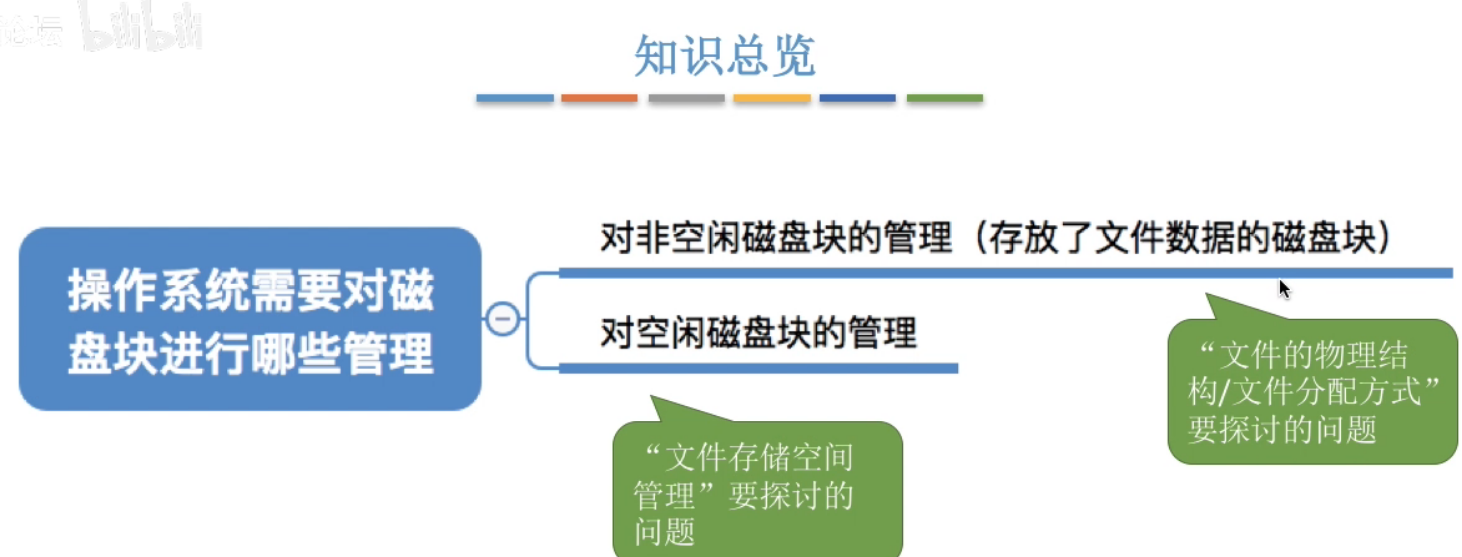 论坛 bilibili
知识总览
对非空闲磁盘块的管理（存放了文件数据的磁盘块）
操作系统需要对磁
盘块进行哪些管理
对空闲磁盘块的管理
“文件的物理结
构/文件分配方式”
要探讨的问题
“文件存储空间
管理”要探讨的
问题